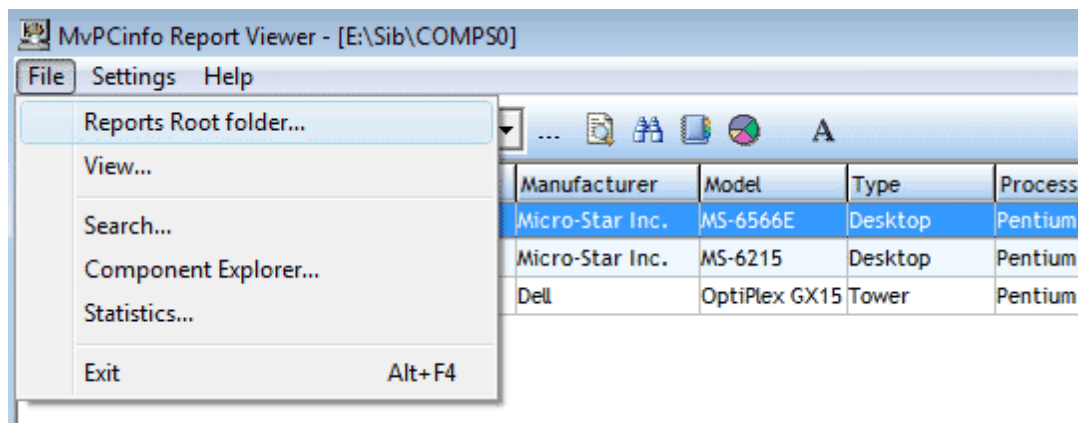 MvPCinfo Report Viewer - [E:\Sib\COMPS0]
File Settings Help
Reports Root folder...
...
A
View...
Manufacturer Model Type Process
Search...
Micro-Star Inc. MS-6566E Desktop Pentium
Component Explorer...
Micro-Star Inc. MS-6215 Desktop Pentium
Statistics...
Dell OptiPlex GX15 Tower Pentium
Exit Alt+F4